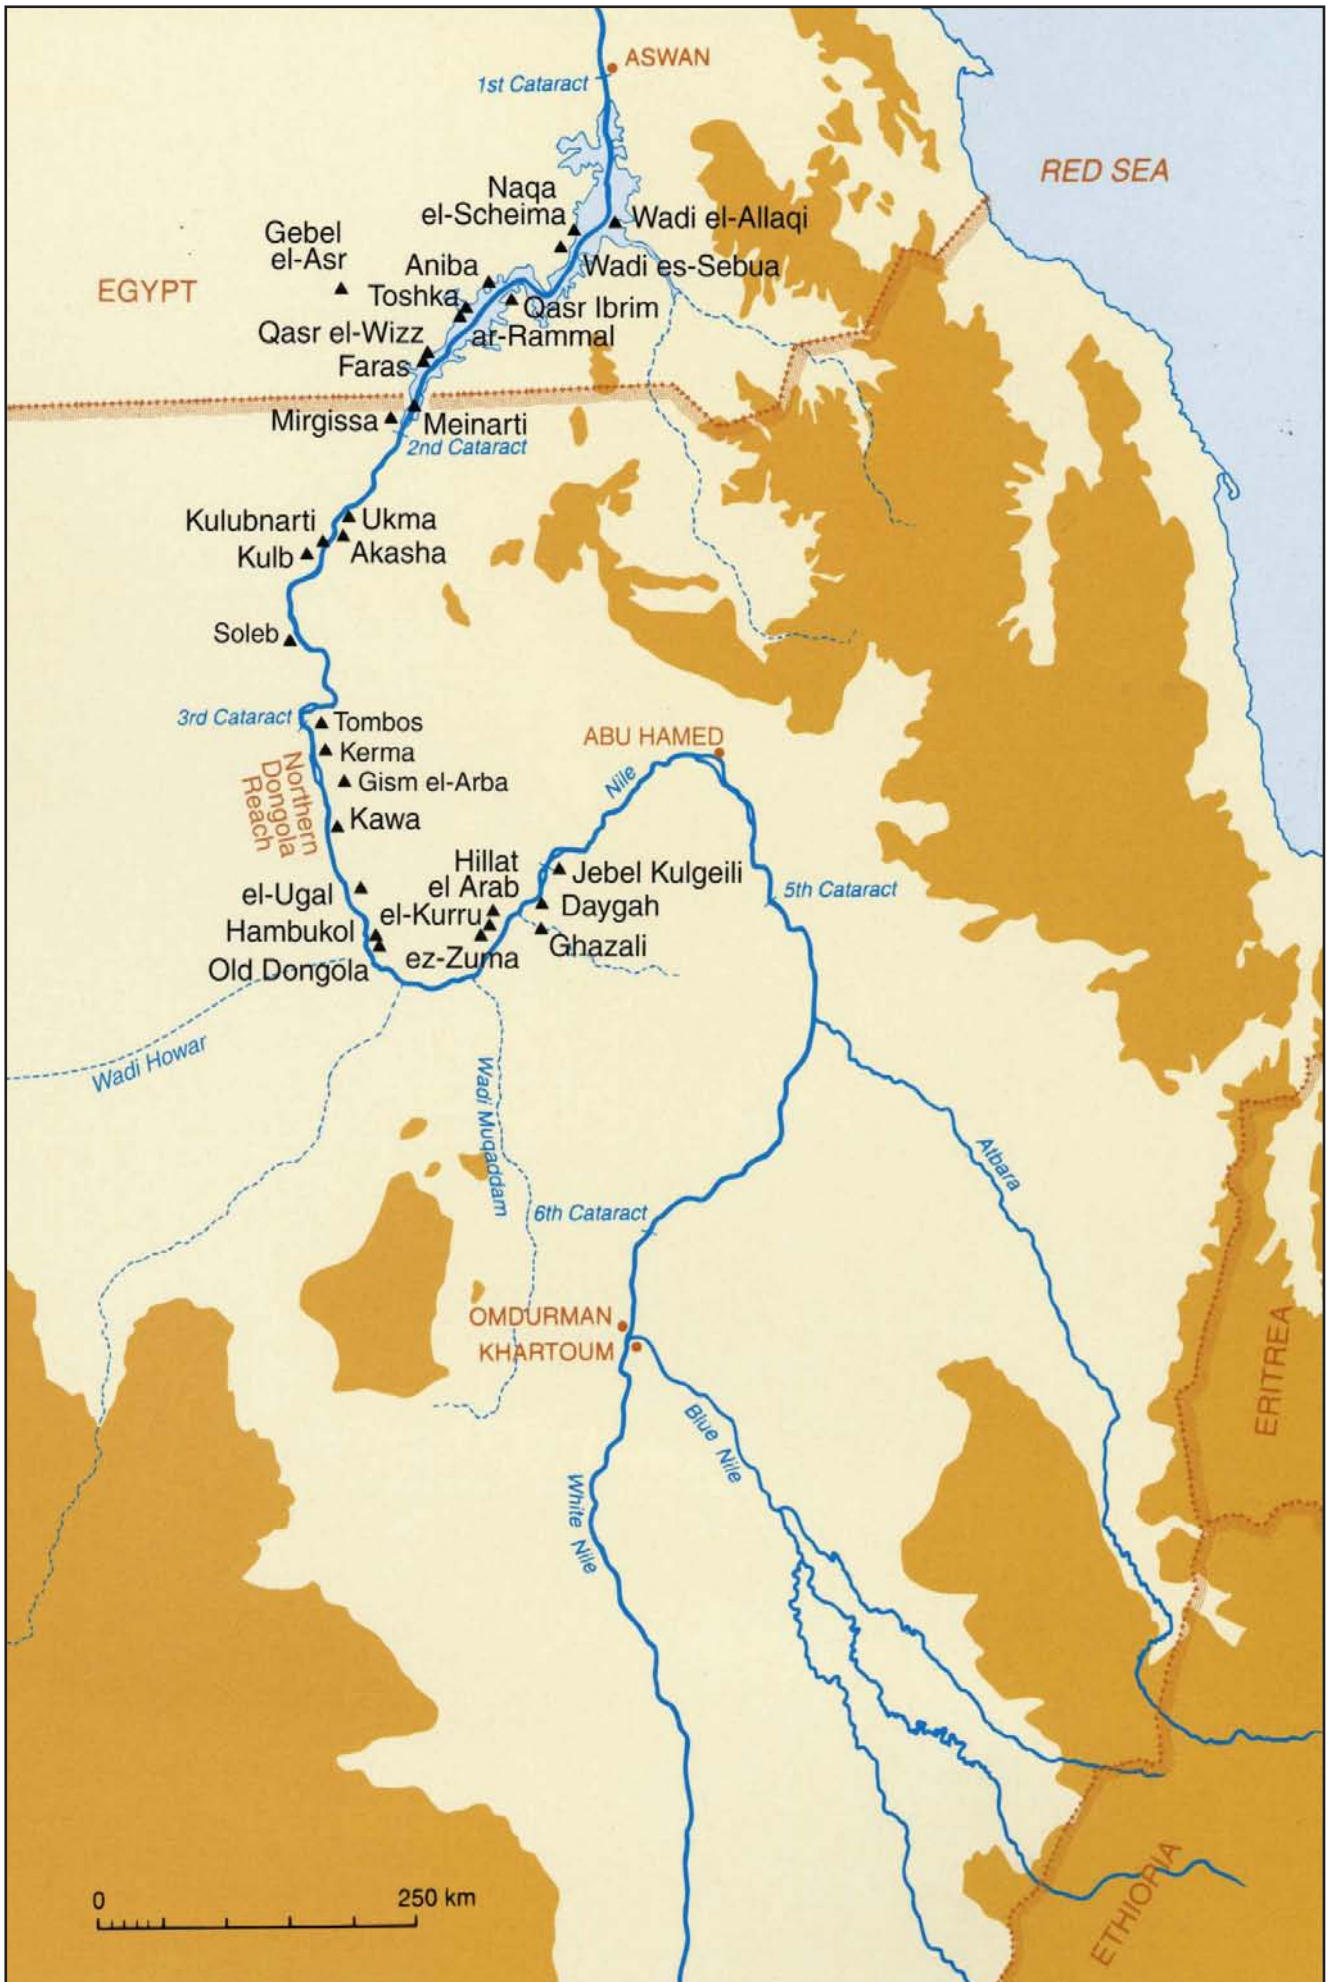 ASWAN
1st Cataract
RED SEA
Naqa
el-Scheima
Wadi el-Allaqi
Gebel
el-Asr
Aniba
Wadi es-Sebua
EGYPT
Toshka
Qasr Ibrim
Qasr el-Wizz
ar-Rammal
Faras
Mirgissa
Meinarti
2nd Cataract
Kulubnarti
Ukma
Kulb
Akasha
Soleb
3rd Cataract
Tombos
ABU HAMED
Kerma
Nile
Gism el-Arba
Northern
Dongola
Reach
Kawa
Hillat
el Arab
Jebel Kulgeili
5th Cataract
el-Ugal
el-Kurru
Daygah
Hambukol
Ghazali
Old Dongola
ez-Zuma
Wadi Howar
Wadi Muqaddam
Atbara
6th Cataract
OMDURMAN
KHARTOUM
ERITREA
Blue Nile
White Nile
ETHIOPIA
0
250 km